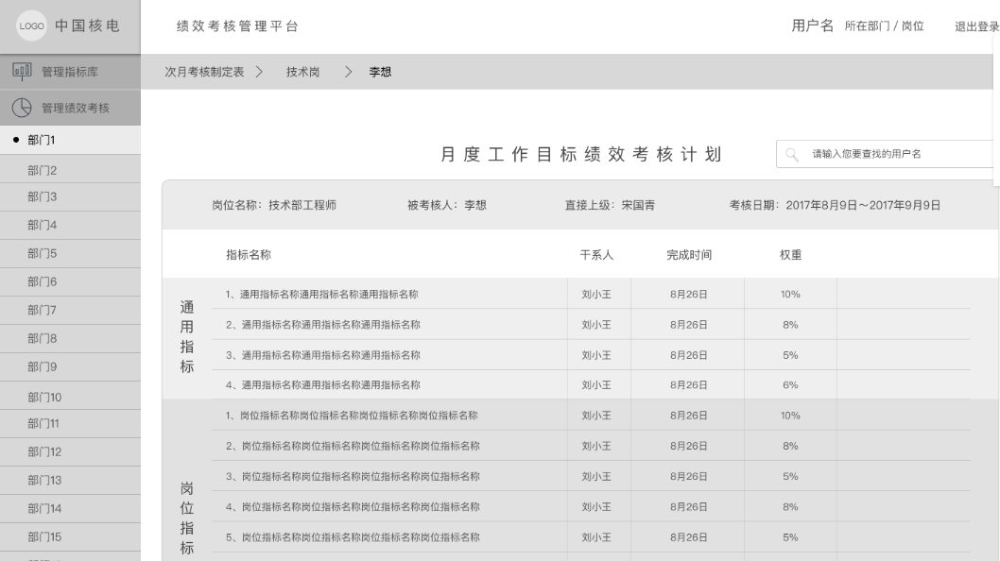 LOGO 中国核电
绩效考核管理平台
用户名 所在部门 / 岗位 退出登录
管理指标库
管理绩效考核
部门1
部门2
部门3
部门4
部门5
部门6
部门7
部门8
部门9
部门10
部门11
部门12
部门13
部门14
部门15
次月考核制定表 > 技术岗 > 李想
月度工作目标绩效考核计划
请输入您要查找的用户名
岗位名称：技术部工程师 被考核人：李想 直接上级：宋国青 考核日期：2017年8月9日～2017年9月9日
指标名称 干系人 完成时间 权重
通用指标
1、通用指标名称通用指标名称通用指标名称 刘小王 8月26日 10%
2、通用指标名称通用指标名称通用指标名称 刘小王 8月26日 8%
3、通用指标名称通用指标名称通用指标名称 刘小王 8月26日 5%
4、通用指标名称通用指标名称通用指标名称 刘小王 8月26日 6%
岗位指标
1、岗位指标名称岗位指标名称岗位指标名称岗位指标名称 刘小王 8月26日 10%
2、岗位指标名称岗位指标名称岗位指标名称岗位指标名称 刘小王 8月26日 8%
3、岗位指标名称岗位指标名称岗位指标名称岗位指标名称 刘小王 8月26日 5%
4、岗位指标名称岗位指标名称岗位指标名称岗位指标名称 刘小王 8月26日 8%
5、岗位指标名称岗位指标名称岗位指标名称岗位指标名称 刘小王 8月26日 5%